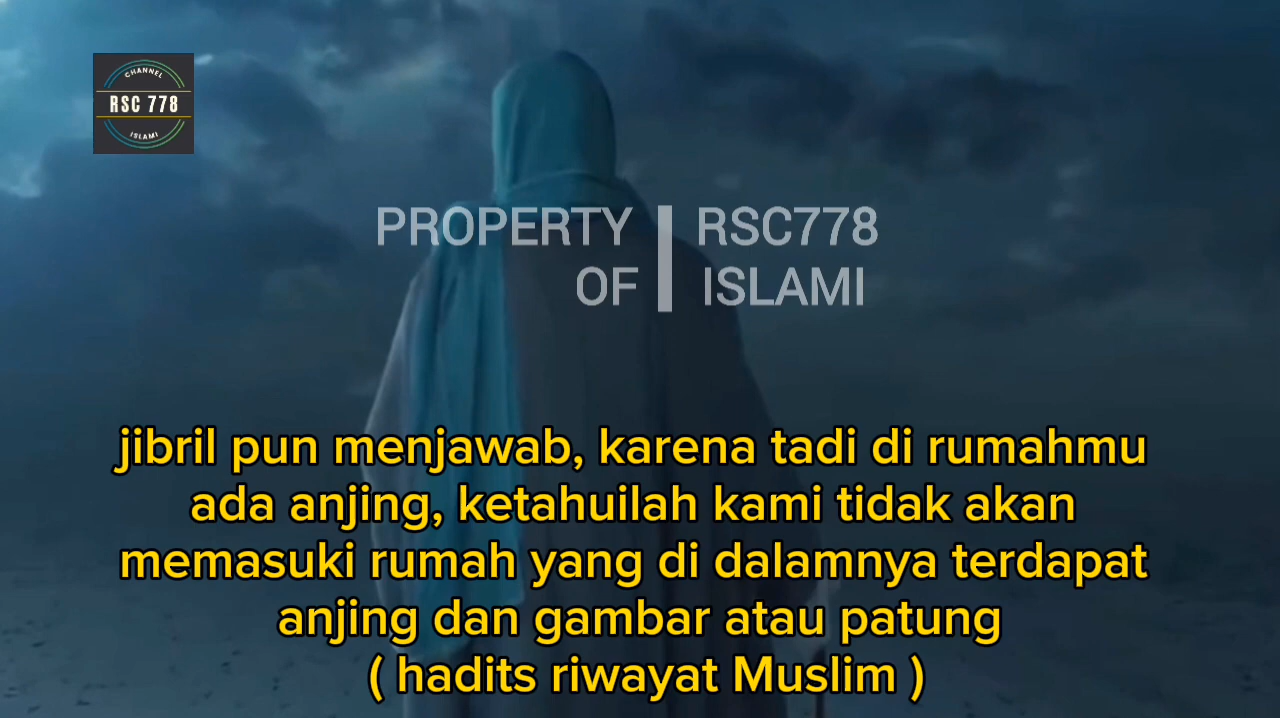 CHANNEL
RSC 778
ISLAMI
PROPERTY OF
RSC778 ISLAMI
jibril pun menjawab, karena tadi di rumahmu
ada anjing, ketahuilah kami tidak akan
memasuki rumah yang di dalamnya terdapat
anjing dan gambar atau patung
( hadits riwayat Muslim )